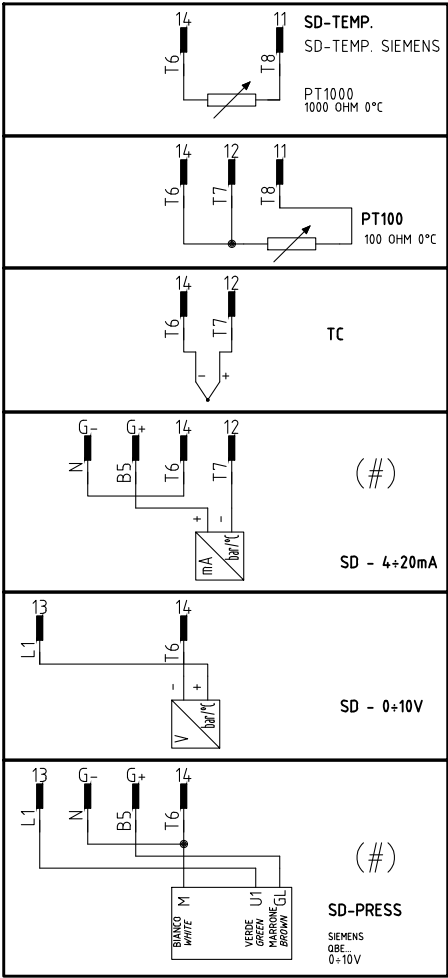 14 11 SD-TEMP.
SD-TEMP. SIEMENS
T6 T8
PT1000
1000 OHM 0°C
14 12 11
T6 T7 T8
PT100
100 OHM 0°C
14 12
T6 T7
TC
- +
G- G+ 14 12
N B5 T6 T7
(#)
+ -
mA bar/°C
SD - 4÷20mA
13 14
L1 T6
- +
V bar/°C
SD - 0÷10V
13 G- G+ 14
L1 N B5 T6
(#)
M U1 GL
BIANCO
WHITE
VERDE
GREEN
MARRONE
BROWN
SD-PRESS
SIEMENS
QBE...
0÷10V